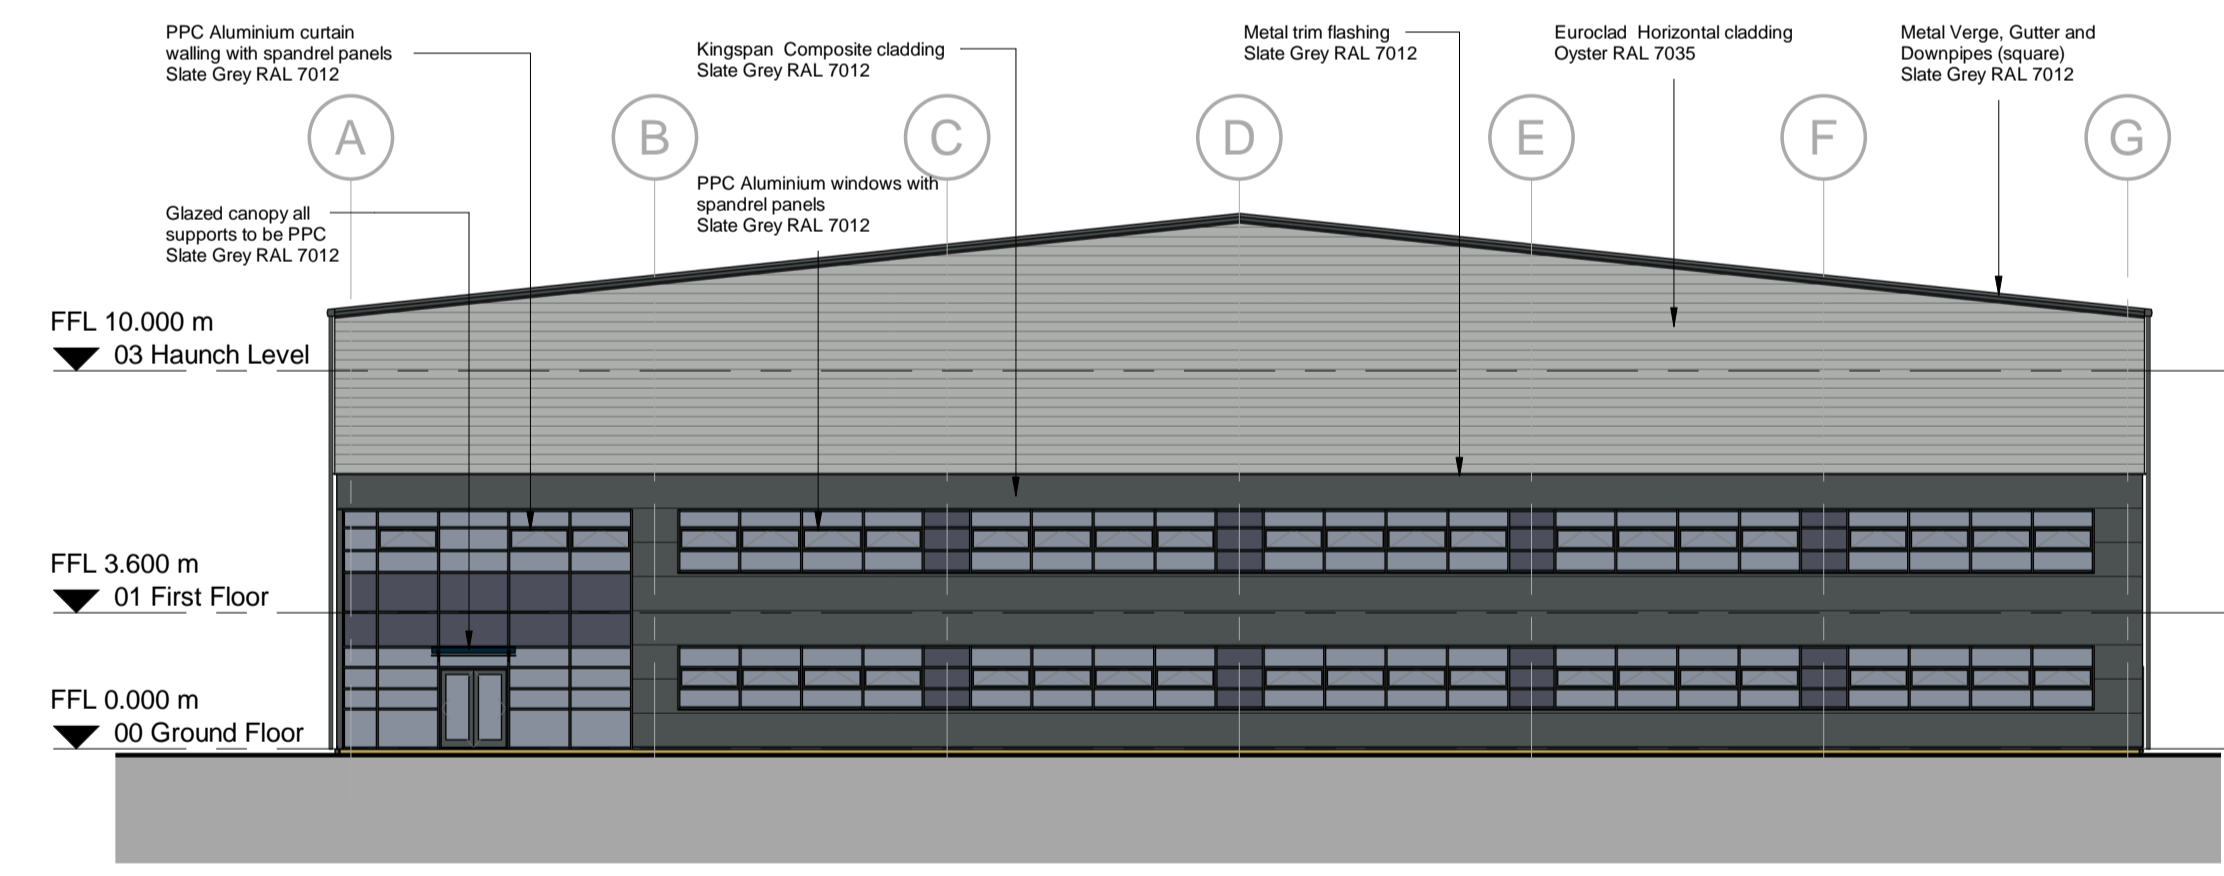 PPC Aluminium curtain
walling with spandrel panels
Slate Grey RAL 7012
Kingspan Composite cladding
Slate Grey RAL 7012
Metal trim flashing
Slate Grey RAL 7012
Euroclad Horizontal cladding
Oyster RAL 7035
Metal Verge, Gutter and
Downpipes (square)
Slate Grey RAL 7012
A
B
C
D
E
F
G
PPC Aluminium windows with
spandrel panels
Slate Grey RAL 7012
Glazed canopy all
supports to be PPC
Slate Grey RAL 7012
FFL 10.000 m
03 Haunch Level
FFL 3.600 m
01 First Floor
FFL 0.000 m
00 Ground Floor